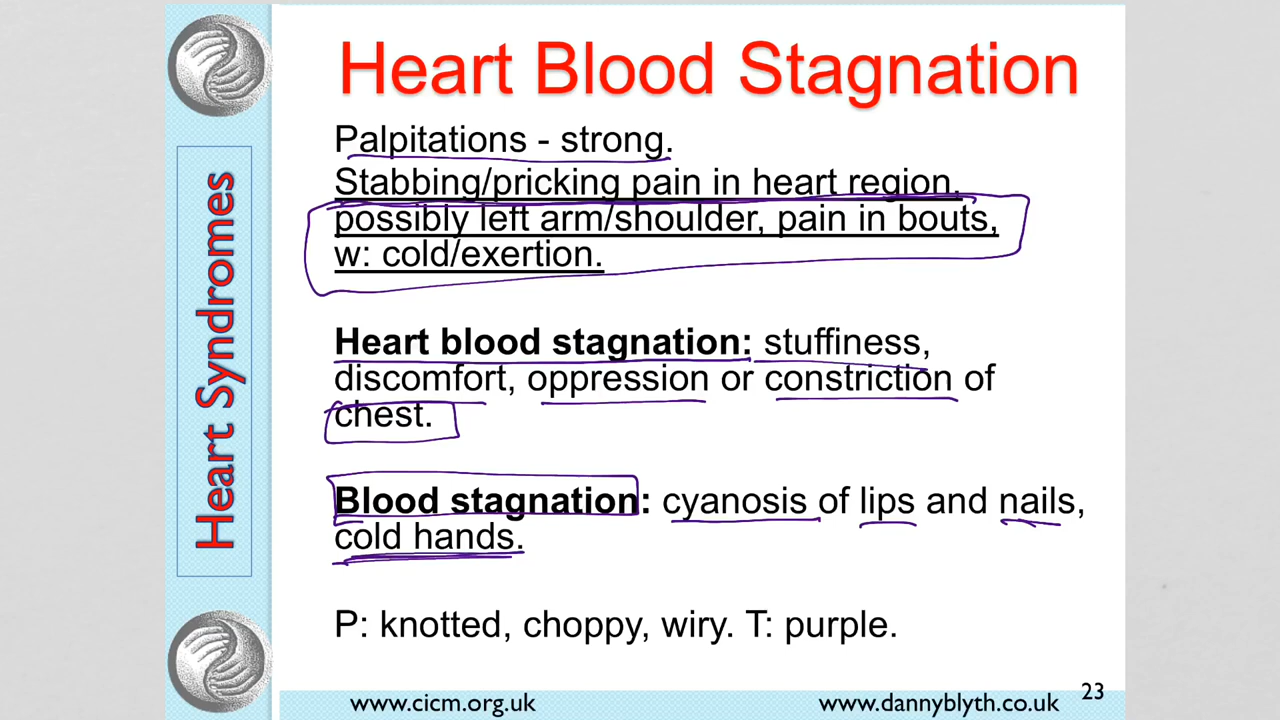 Heart Blood Stagnation
Heart Syndromes
Palpitations - strong.
Stabbing/pricking pain in heart region.
possibly left arm/shoulder, pain in bouts,
w: cold/exertion.
Heart blood stagnation: stuffiness,
discomfort, oppression or constriction of
chest.
Blood stagnation: cyanosis of lips and nails,
cold hands.
P: knotted, choppy, wiry. T: purple.
23
www.cicm.org.uk
www.dannyblyth.co.uk